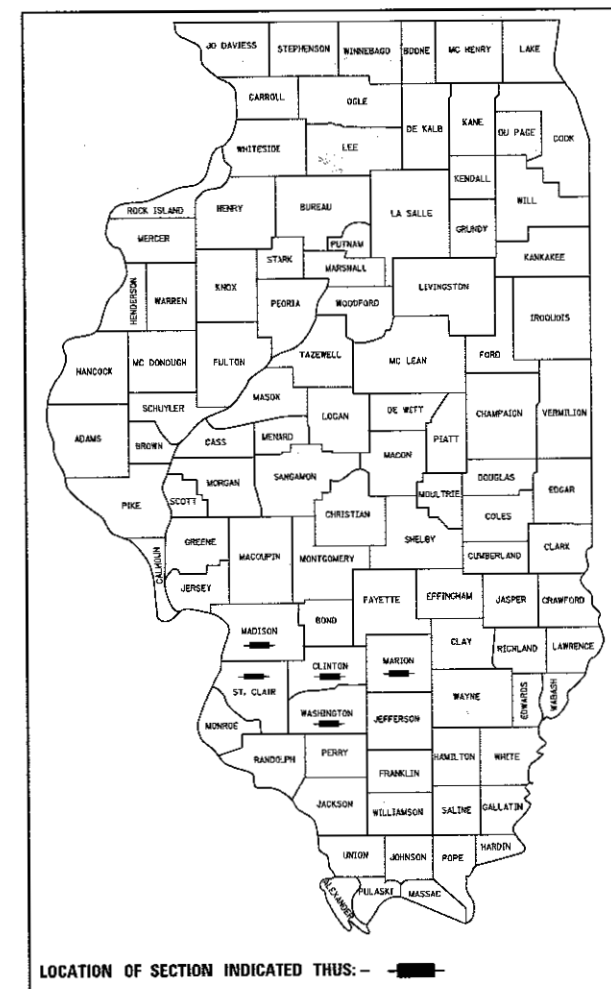 JO DAVIESS STEPHENSON WINNEBAGO BOONE MC HENRY LAKE
CARROLL OGLE DE KALB KANE DU PAGE COOK
WHITESIDE LEE
KENDALL WILL
ROCK ISLAND HENRY BUREAU LA SALLE GRUNDY
MERCER PUTNAM
STARK MARSHALL KANKAKEE
HENDERSON WARREN KNOX PEORIA WOODFORD LIVINGSTON IROQUOIS
HANCOCK MC DONOUGH FULTON TAZEWELL MC LEAN FORD
MASON
SCHUYLER LOGAN DE WITT CHAMPAIGN VERMILION
ADAMS BROWN CASS MENARD MACON PIATT
MORGAN SANGAMON DOUGLAS EDGAR
PIKE SCOTT CHRISTIAN MOULTRIE COLES
GREENE MACOUPIN MONTGOMERY SHELBY CUMBERLAND CLARK
CALHOUN JERSEY FAYETTE EFFINGHAM JASPER CRAWFORD
MADISON BOND
CLINTON MARION CLAY RICHLAND LAWRENCE
ST. CLAIR WAYNE EDWARDS WABASH
WASHINGTON JEFFERSON
MONROE
RANDOLPH PERRY HAMILTON WHITE
FRANKLIN
JACKSON WILLIAMSON SALINE GALLATIN
UNION JOHNSON POPE HARDIN
ALEXANDER PULASKI MASSAC
LOCATION OF SECTION INDICATED THUS: -